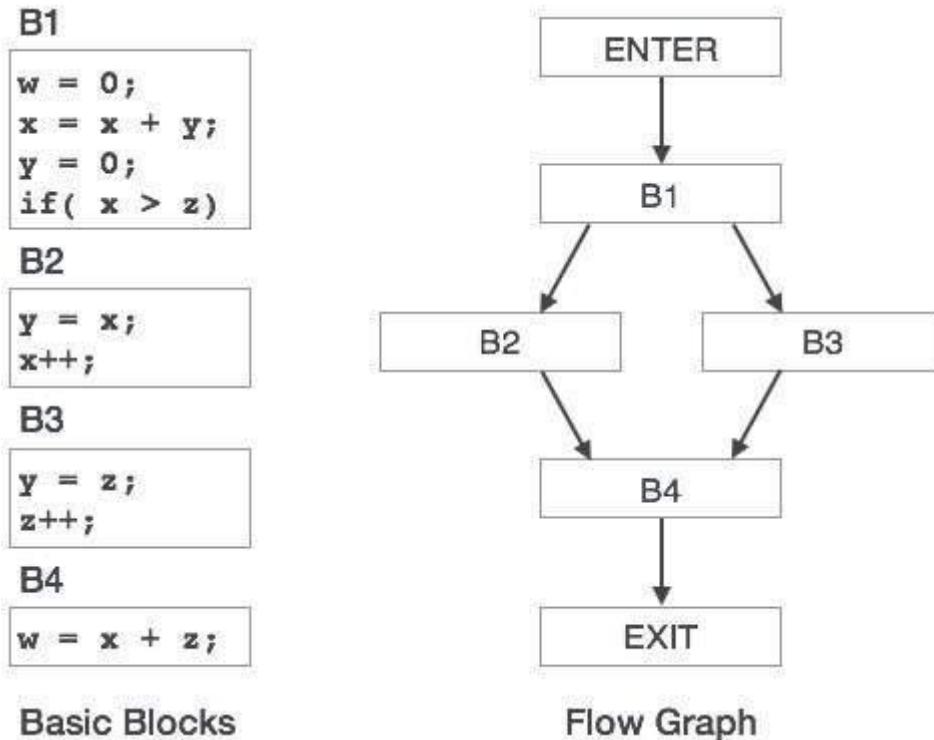 B1
w = 0;
x = x + y;
y = 0;
if( x > z)
B2
y = x;
x++;
B3
y = z;
z++;
B4
w = x + z;
Basic Blocks
ENTER
B1
B2 B3
B4
EXIT
Flow Graph